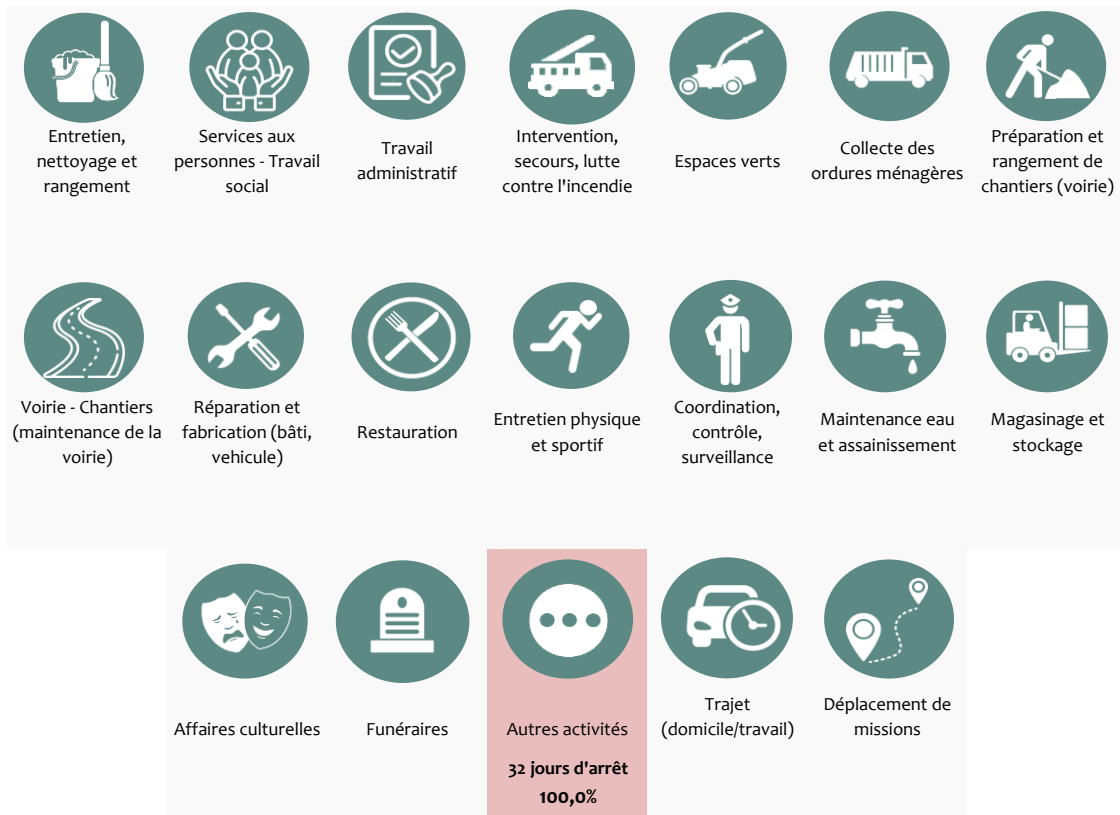 Entretien,
nettoyage et
rangement
Services aux
personnes - Travail
social
Travail
administratif
Intervention,
secours, lutte
contre l'incendie
Espaces verts
Collecte des
ordures ménagères
Préparation et
rangement de
chantiers (voirie)
Voirie - Chantiers
(maintenance de la
voirie)
Réparation et
fabrication (bâti,
vehicule)
Restauration
Entretien physique
et sportif
Coordination,
contrôle,
surveillance
Maintenance eau
et assainissement
Magasinage et
stockage
Affaires culturelles
Funéraires
Autres activités
32 jours d'arrêt
100,0%
Trajet
(domicile/travail)
Déplacement de
missions